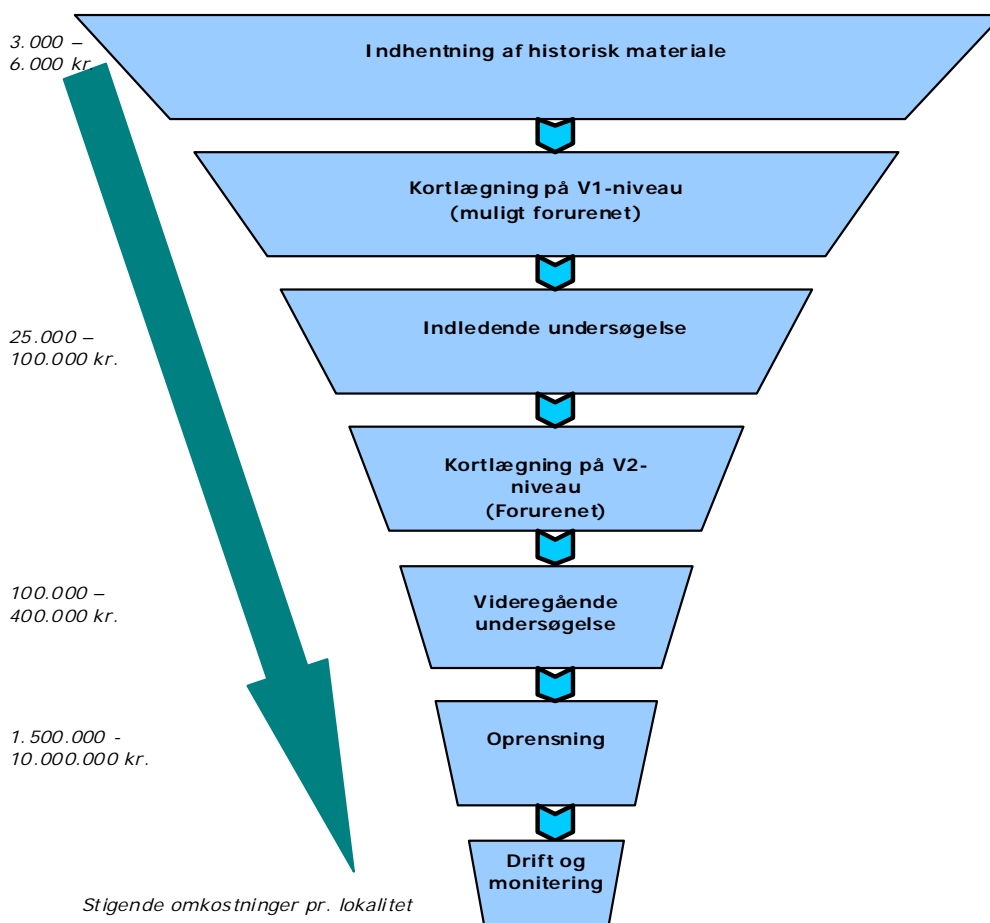 3.000 –
6.000 kr.
Indhentning af historisk materiale
Kortlægning på V1-niveau
(muligt forurenet)
Indledende undersøgelse
25.000 –
100.000 kr.
Kortlægning på V2-
niveau
(Forurenet)
100.000 –
400.000 kr.
Videregående
undersøgelse
1.500.000 -
10.000.000 kr.
Oprensning
Drift og
monitering
Stigende omkostninger pr. lokalitet